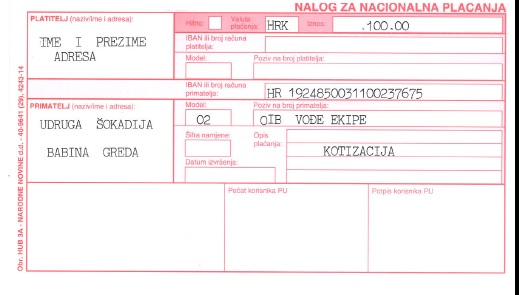 NALOG ZA NACIONALNA PLAĆANJA
PLATITELJ (naziv/ime i adresa):
IME I PREZIME
ADRESA
Hitno:
Valuta plaćanja:
HRK
Iznos:
.100.00
IBAN ili broj računa platitelja:
Model:
Poziv na broj platitelja:
IBAN ili broj računa primatelja:
HR 1924850031100237675
PRIMATELJ (naziv/ime i adresa):
UDRUGA ŠOKADIJA
BABINA GREDA
Model:
02
Poziv na broj primatelja:
OIB VOĐE EKIPE
Šifra namjene:
Opis plaćanja:
KOTIZACIJA
Datum izvršenja:
Pečat korisnika PU
Potpis korisnika PU
Obr. HUB 3A - NARODNE NOVINE d.d. - 40-9641 (29), 4243-14